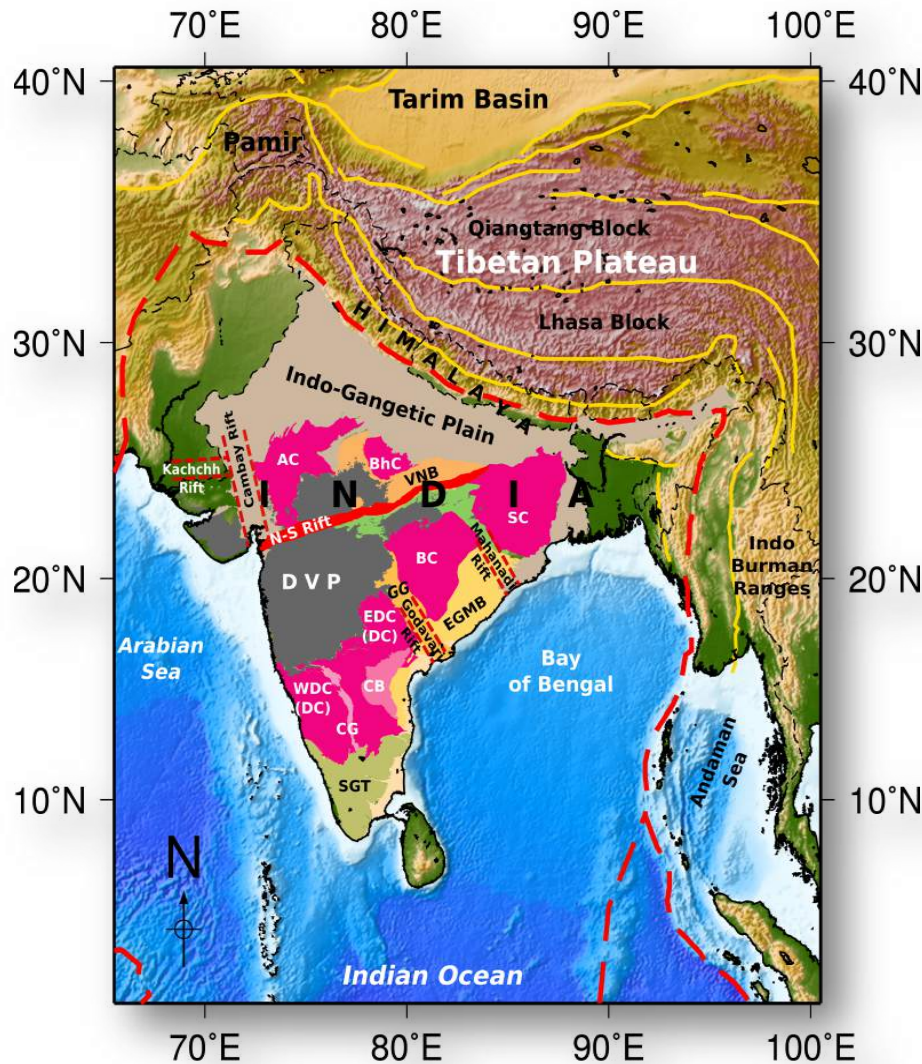 70˚E 80˚E 90˚E 100˚E
40˚N 40˚N
Tarim Basin
Pamir
Qiangtang Block
Tibetan Plateau
Lhasa Block
30˚N 30˚N
HIMALAYA
Indo-Gangetic Plain
Cambay Rift
Kachchh
Rift
AC
BhC
VNB
I N D I A
N-S Rift
SC
Mahanadi
Rift
BC
20˚N 20˚N
Indo
Burman
Ranges
D V P
GG
Godavari
Rift
EGMB
EDC
(DC)
Arabian
Sea
Bay
of Bengal
WDC
(DC)
CB
CG
Andaman
Sea
SGT
10˚N 10˚N
N
Indian Ocean
70˚E 80˚E 90˚E 100˚E